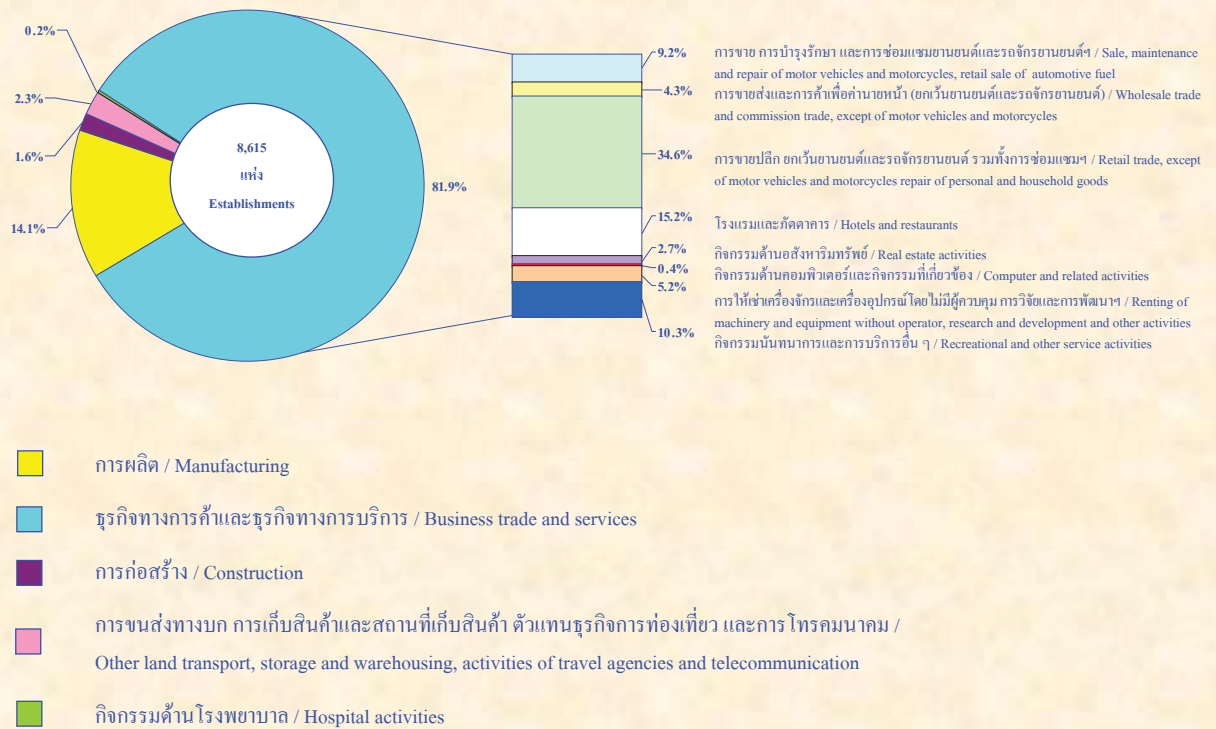 0.2%
2.3%
1.6%
14.1%
8,615
แห่ง
Establishments
81.9%
9.2%
4.3%
34.6%
15.2%
2.7%
0.4%
5.2%
10.3%
การขาย การบำรุงรักษา และการซ่อมแซมยานยนต์และรถจักรยานยนต์ฯ / Sale, maintenance
and repair of motor vehicles and motorcycles, retail sale of automotive fuel
การขายส่งและการค้าเพื่อค่านายหน้า (ยกเว้นยานยนต์และรถจักรยานยนต์) / Wholesale trade
and commission trade, except of motor vehicles and motorcycles
การขายปลีก ยกเว้นยานยนต์และรถจักรยานยนต์ รวมทั้งการซ่อมแซมฯ / Retail trade, except
of motor vehicles and motorcycles repair of personal and household goods
โรงแรมและภัตตาคาร / Hotels and restaurants
กิจกรรมด้านอสังหาริมทรัพย์ / Real estate activities
กิจกรรมด้านคอมพิวเตอร์และกิจกรรมที่เกี่ยวข้อง / Computer and related activities
การให้เช่าเครื่องจักรและเครื่องอุปกรณ์โดยไม่มีผู้ควบคุม การวิจัยและการพัฒนาฯ / Renting of
machinery and equipment without operator, research and development and other activities
กิจกรรมนันทนาการและการบริการอื่น ๆ / Recreational and other service activities
การผลิต / Manufacturing
ธุรกิจทางการค้าและธุรกิจทางการบริการ / Business trade and services
การก่อสร้าง / Construction
การขนส่งทางบก การเก็บสินค้าและสถานที่เก็บสินค้า ตัวแทนธุรกิจการท่องเที่ยว และการโทรคมนาคม /
Other land transport, storage and warehousing, activities of travel agencies and telecommunication
กิจกรรมด้านโรงพยาบาล / Hospital activities